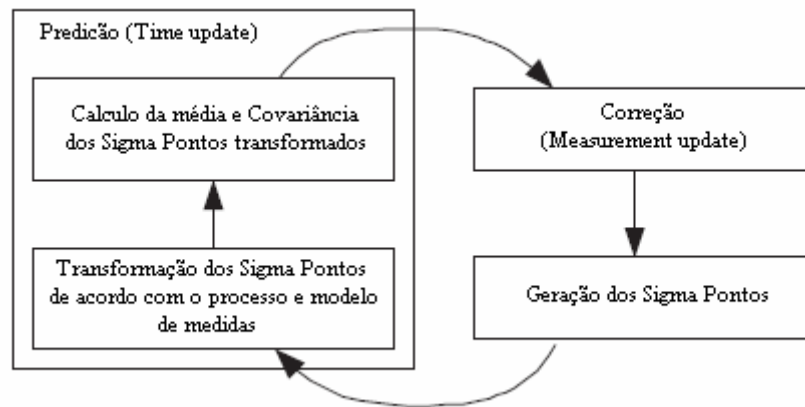 Predicão (Time update)
Calculo da média e Covariância
dos Sigma Pontos transformados
Transformação dos Sigma Pontos
de acordo com o processo e modelo
de medidas
Correção
(Measurement update)
Geração dos Sigma Pontos